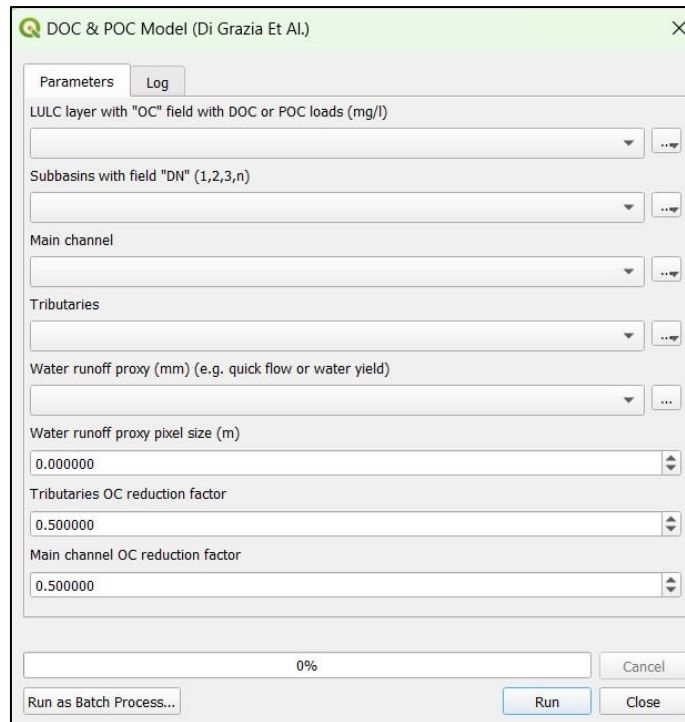 DOC & POC Model (Di Grazia Et Al.)
Parameters Log
LULC layer with "OC" field with DOC or POC loads (mg/l)
...
Subbasins with field "DN" (1,2,3,n)
...
Main channel
...
Tributaries
...
Water runoff proxy (mm) (e.g. quick flow or water yield)
...
Water runoff proxy pixel size (m)
0.000000
Tributaries OC reduction factor
0.500000
Main channel OC reduction factor
0.500000
0% Cancel
Run as Batch Process... Run Close